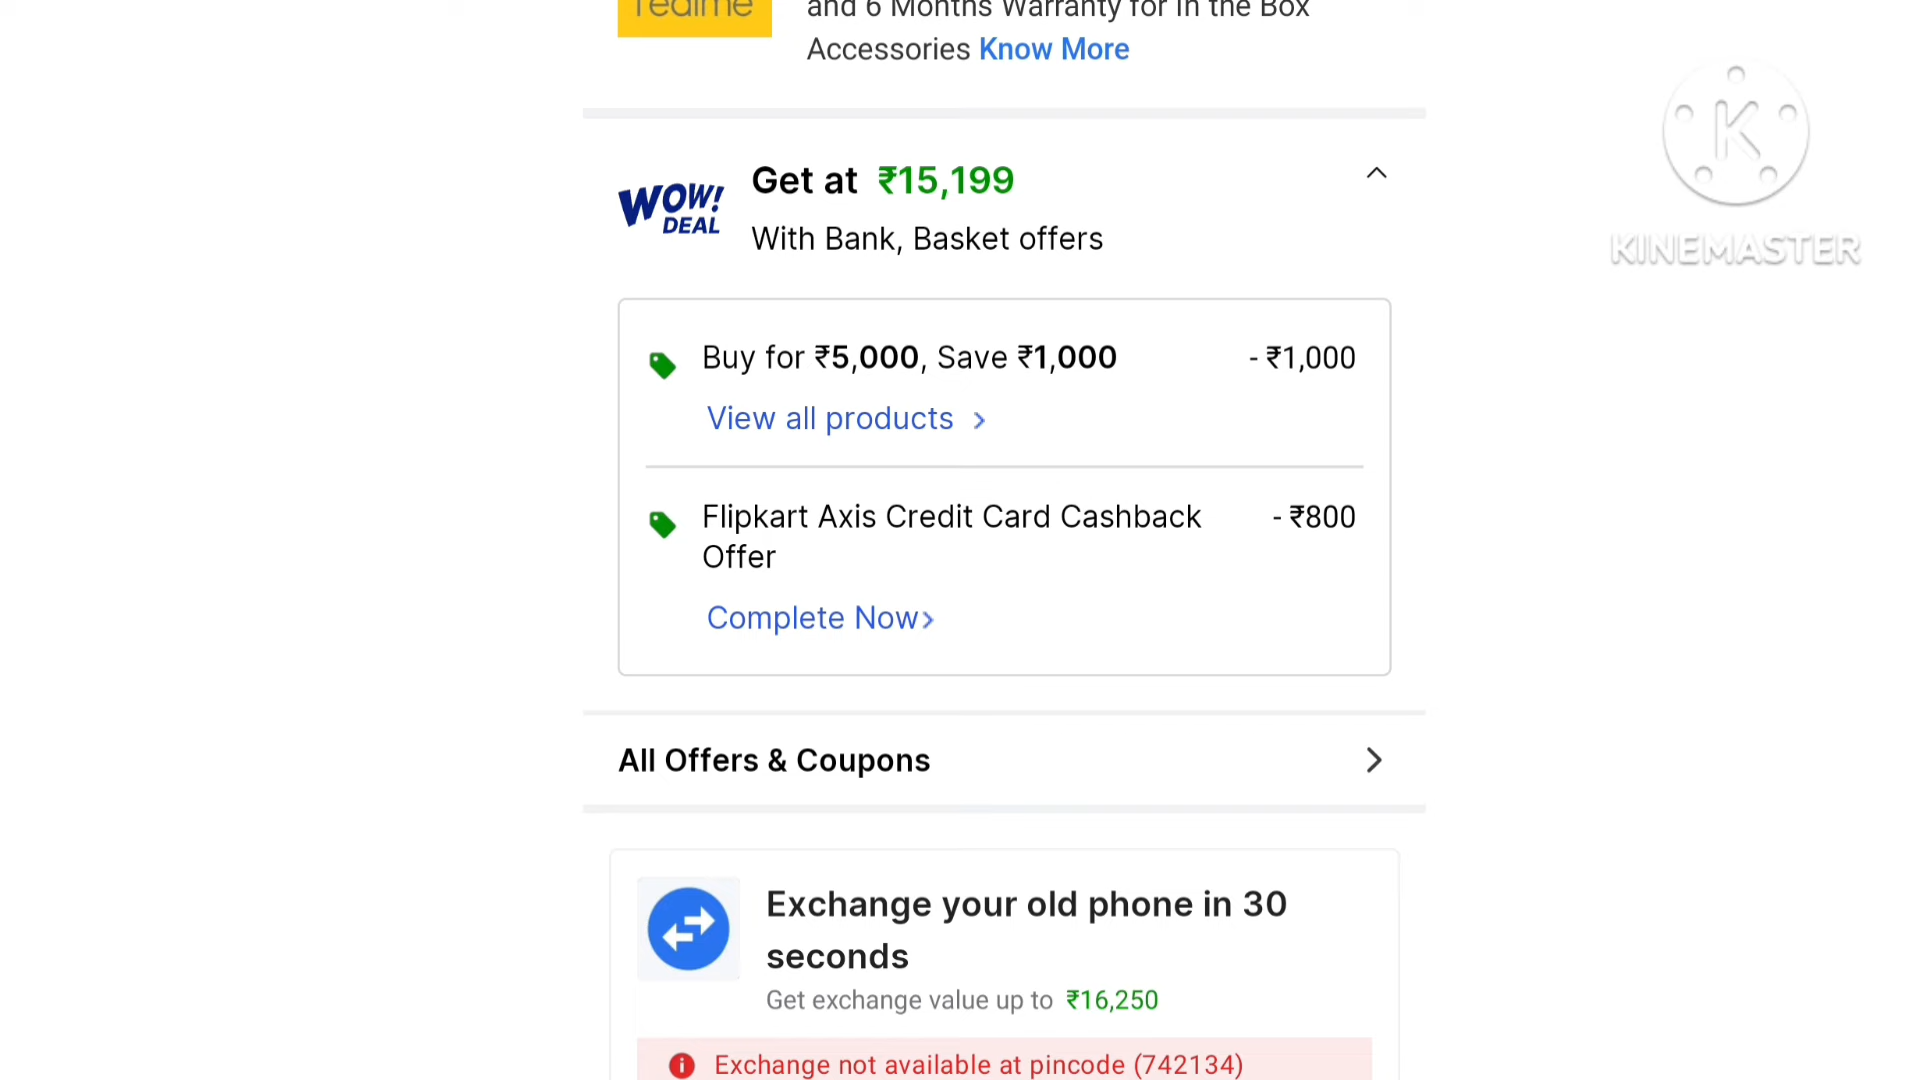 realme
and 6 Months Warranty for In the Box
Accessories Know More
WOW!
DEAL
Get at ₹15,199
With Bank, Basket offers
Buy for ₹5,000, Save ₹1,000 - ₹1,000
View all products
Flipkart Axis Credit Card Cashback - ₹800
Offer
Complete Now
All Offers & Coupons
Exchange your old phone in 30
seconds
Get exchange value up to ₹16,250
Exchange not available at pincode (742134)
K
KINEMASTER